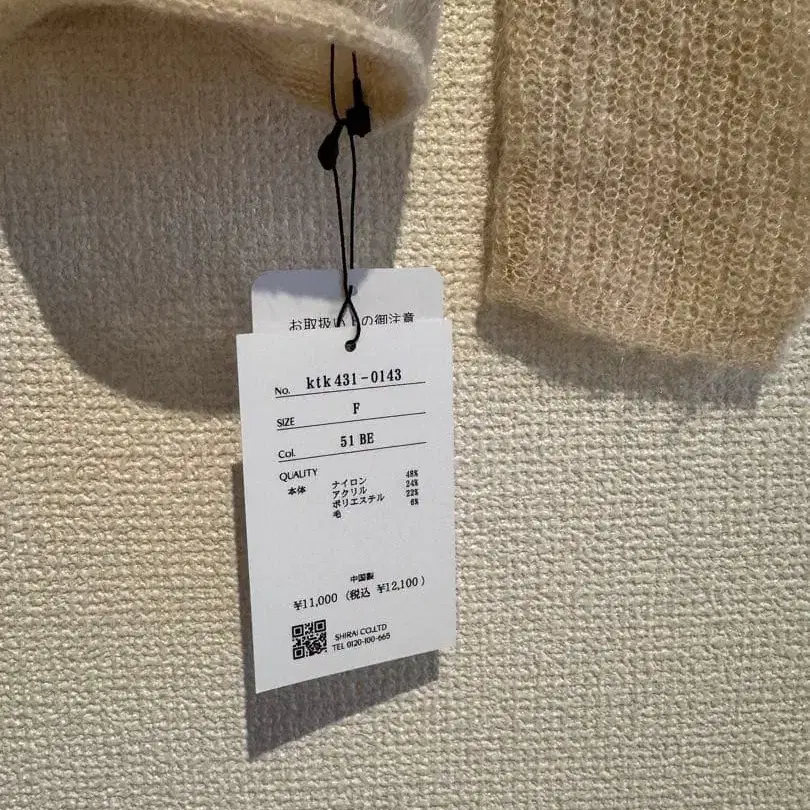 お取扱い上の御注意
No. ktk431-0143
SIZE F
Col. 51 BE
QUALITY
本体 ナイロン 48%
アクリル 24%
ポリエステル 22%
毛 6%
中国製
¥11,000 (税込 ¥12,100)
SHIRAI CO.,LTD
TEL 0120-100-665